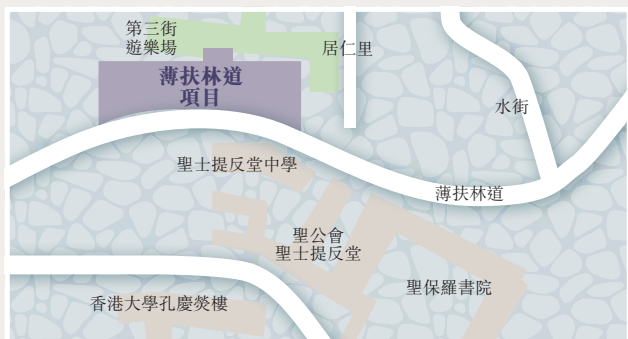 第三街
遊樂場
居仁里
薄扶林道
項目
水街
聖士提反堂中學
薄扶林道
聖公會
聖士提反堂
聖保羅書院
香港大學孔慶熒樓